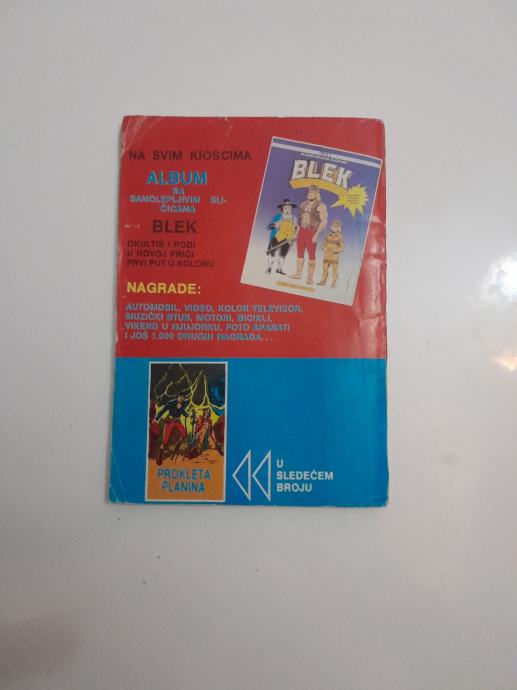 NA SVIM KIOSCIMA
ALBUM
SA
SAMOLEPLJIVIM SLI-
ČICAMA
BLEK
OKULTIS I RODI
U NOVOJ PRIČI
PRVI PUT U KOLORU
BLEK
NAGRADE:
AUTOMOBIL, VIDEO, KOLOR TELEVIZOR,
MUZIČKI STUB, MOTORI, BICIKLI,
VIKEND U NJUJORKU, FOTO APARATI
I JOŠ 1.000 DRUGIH NAGRADA...
PROKLETA
PLANINA
U
SLEDEĆEM
BROJU